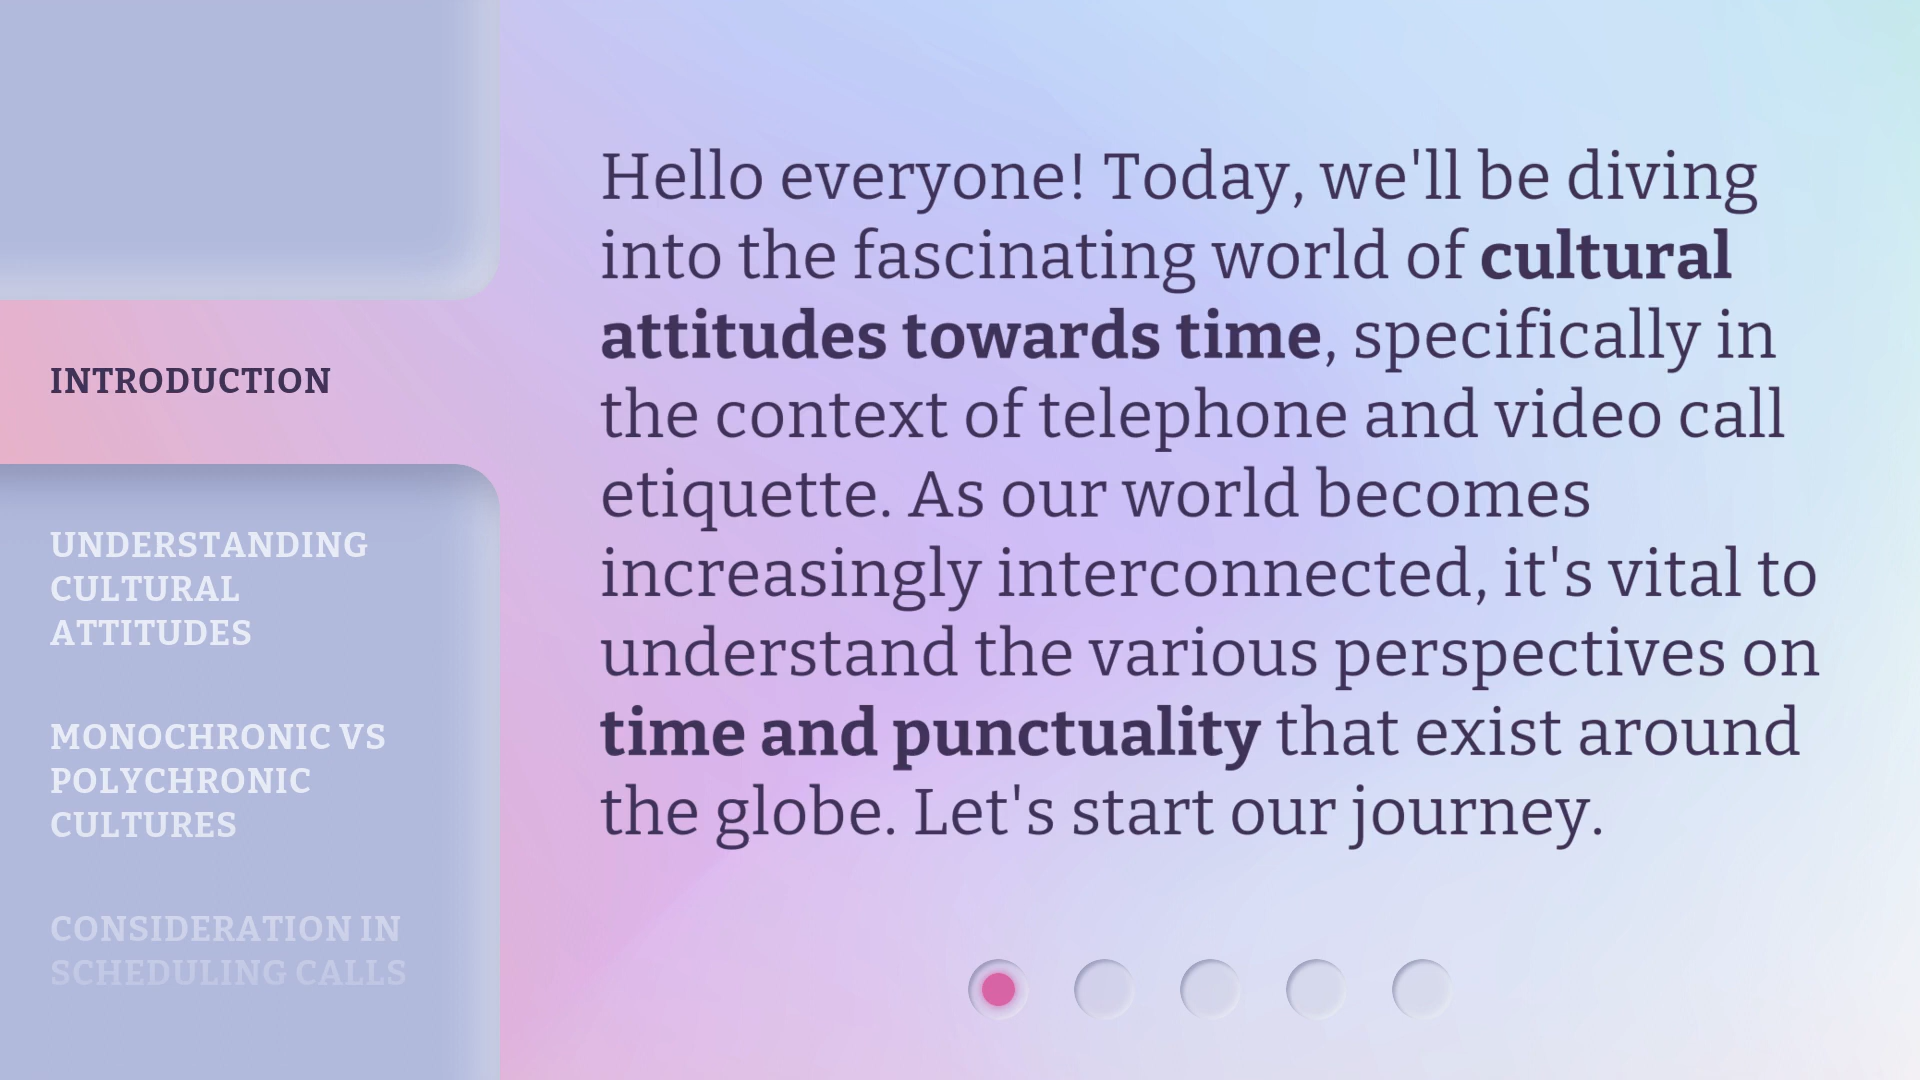 INTRODUCTION
UNDERSTANDING
CULTURAL
ATTITUDES
MONOCHRONIC VS
POLYCHRONIC
CULTURES
CONSIDERATION IN
SCHEDULING CALLS
Hello everyone! Today, we'll be diving
into the fascinating world of cultural
attitudes towards time, specifically in
the context of telephone and video call
etiquette. As our world becomes
increasingly interconnected, it's vital to
understand the various perspectives on
time and punctuality that exist around
the globe. Let's start our journey.